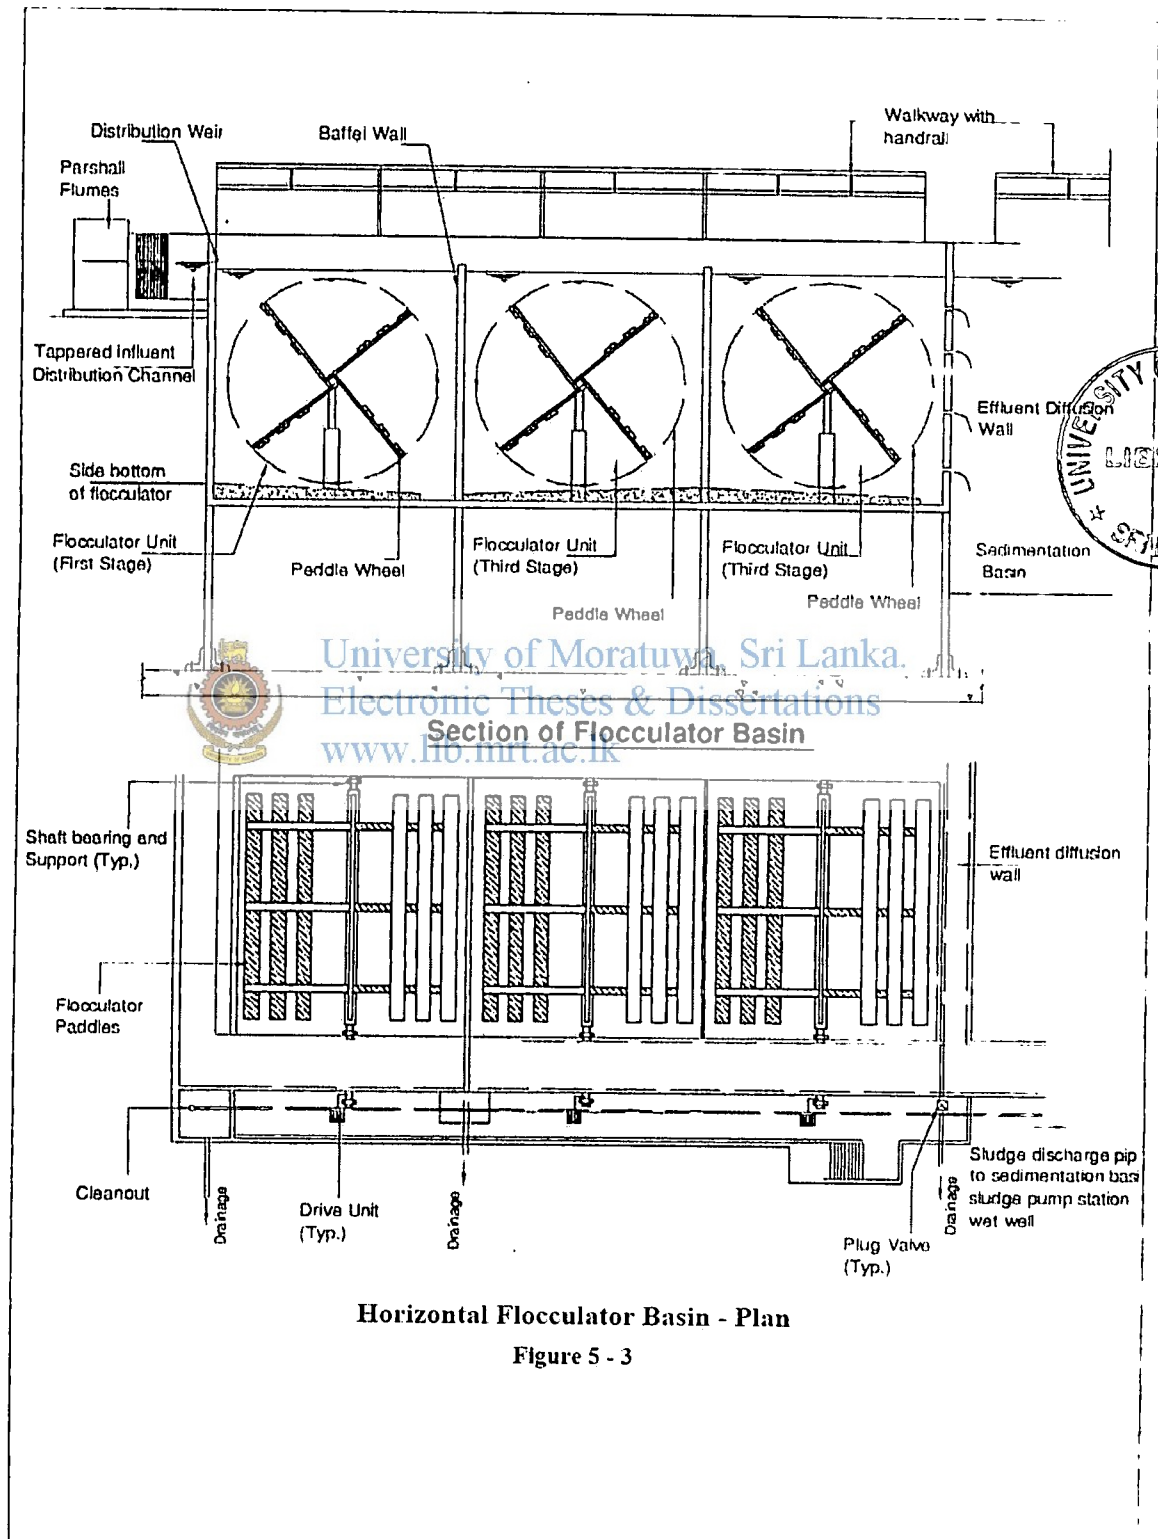 Distribution Weir
Baffel Wall
Walkway with
handrail
Parshall
Flumes
Tappered influent
Distribution Channel
Effluent Diffusion
Wall
UNIVERSITY
Side bottom
of flocculator
Flocculator Unit
(First Stage)
Peddle Wheel
Flocculator Unit
(Third Stage)
Peddle Wheel
Flocculator Unit
(Third Stage)
Peddle Wheel
Sedimentation
Basin
University of Moratuwa, Sri Lanka.
Electronic Theses & Dissertations
www.lib.mrt.ac.lk
Section of Flocculator Basin
Shaft bearing and
Support (Typ.)
Effluent diffusion
wall
Flocculator
Paddles
Cleanout
Drainage
Drive Unit
(Typ.)
Drainage
Plug Valve
(Typ.)
Drainage
Sludge discharge pip
to sedimentation basi
sludge pump station
wet well
Horizontal Flocculator Basin - Plan
Figure 5 - 3